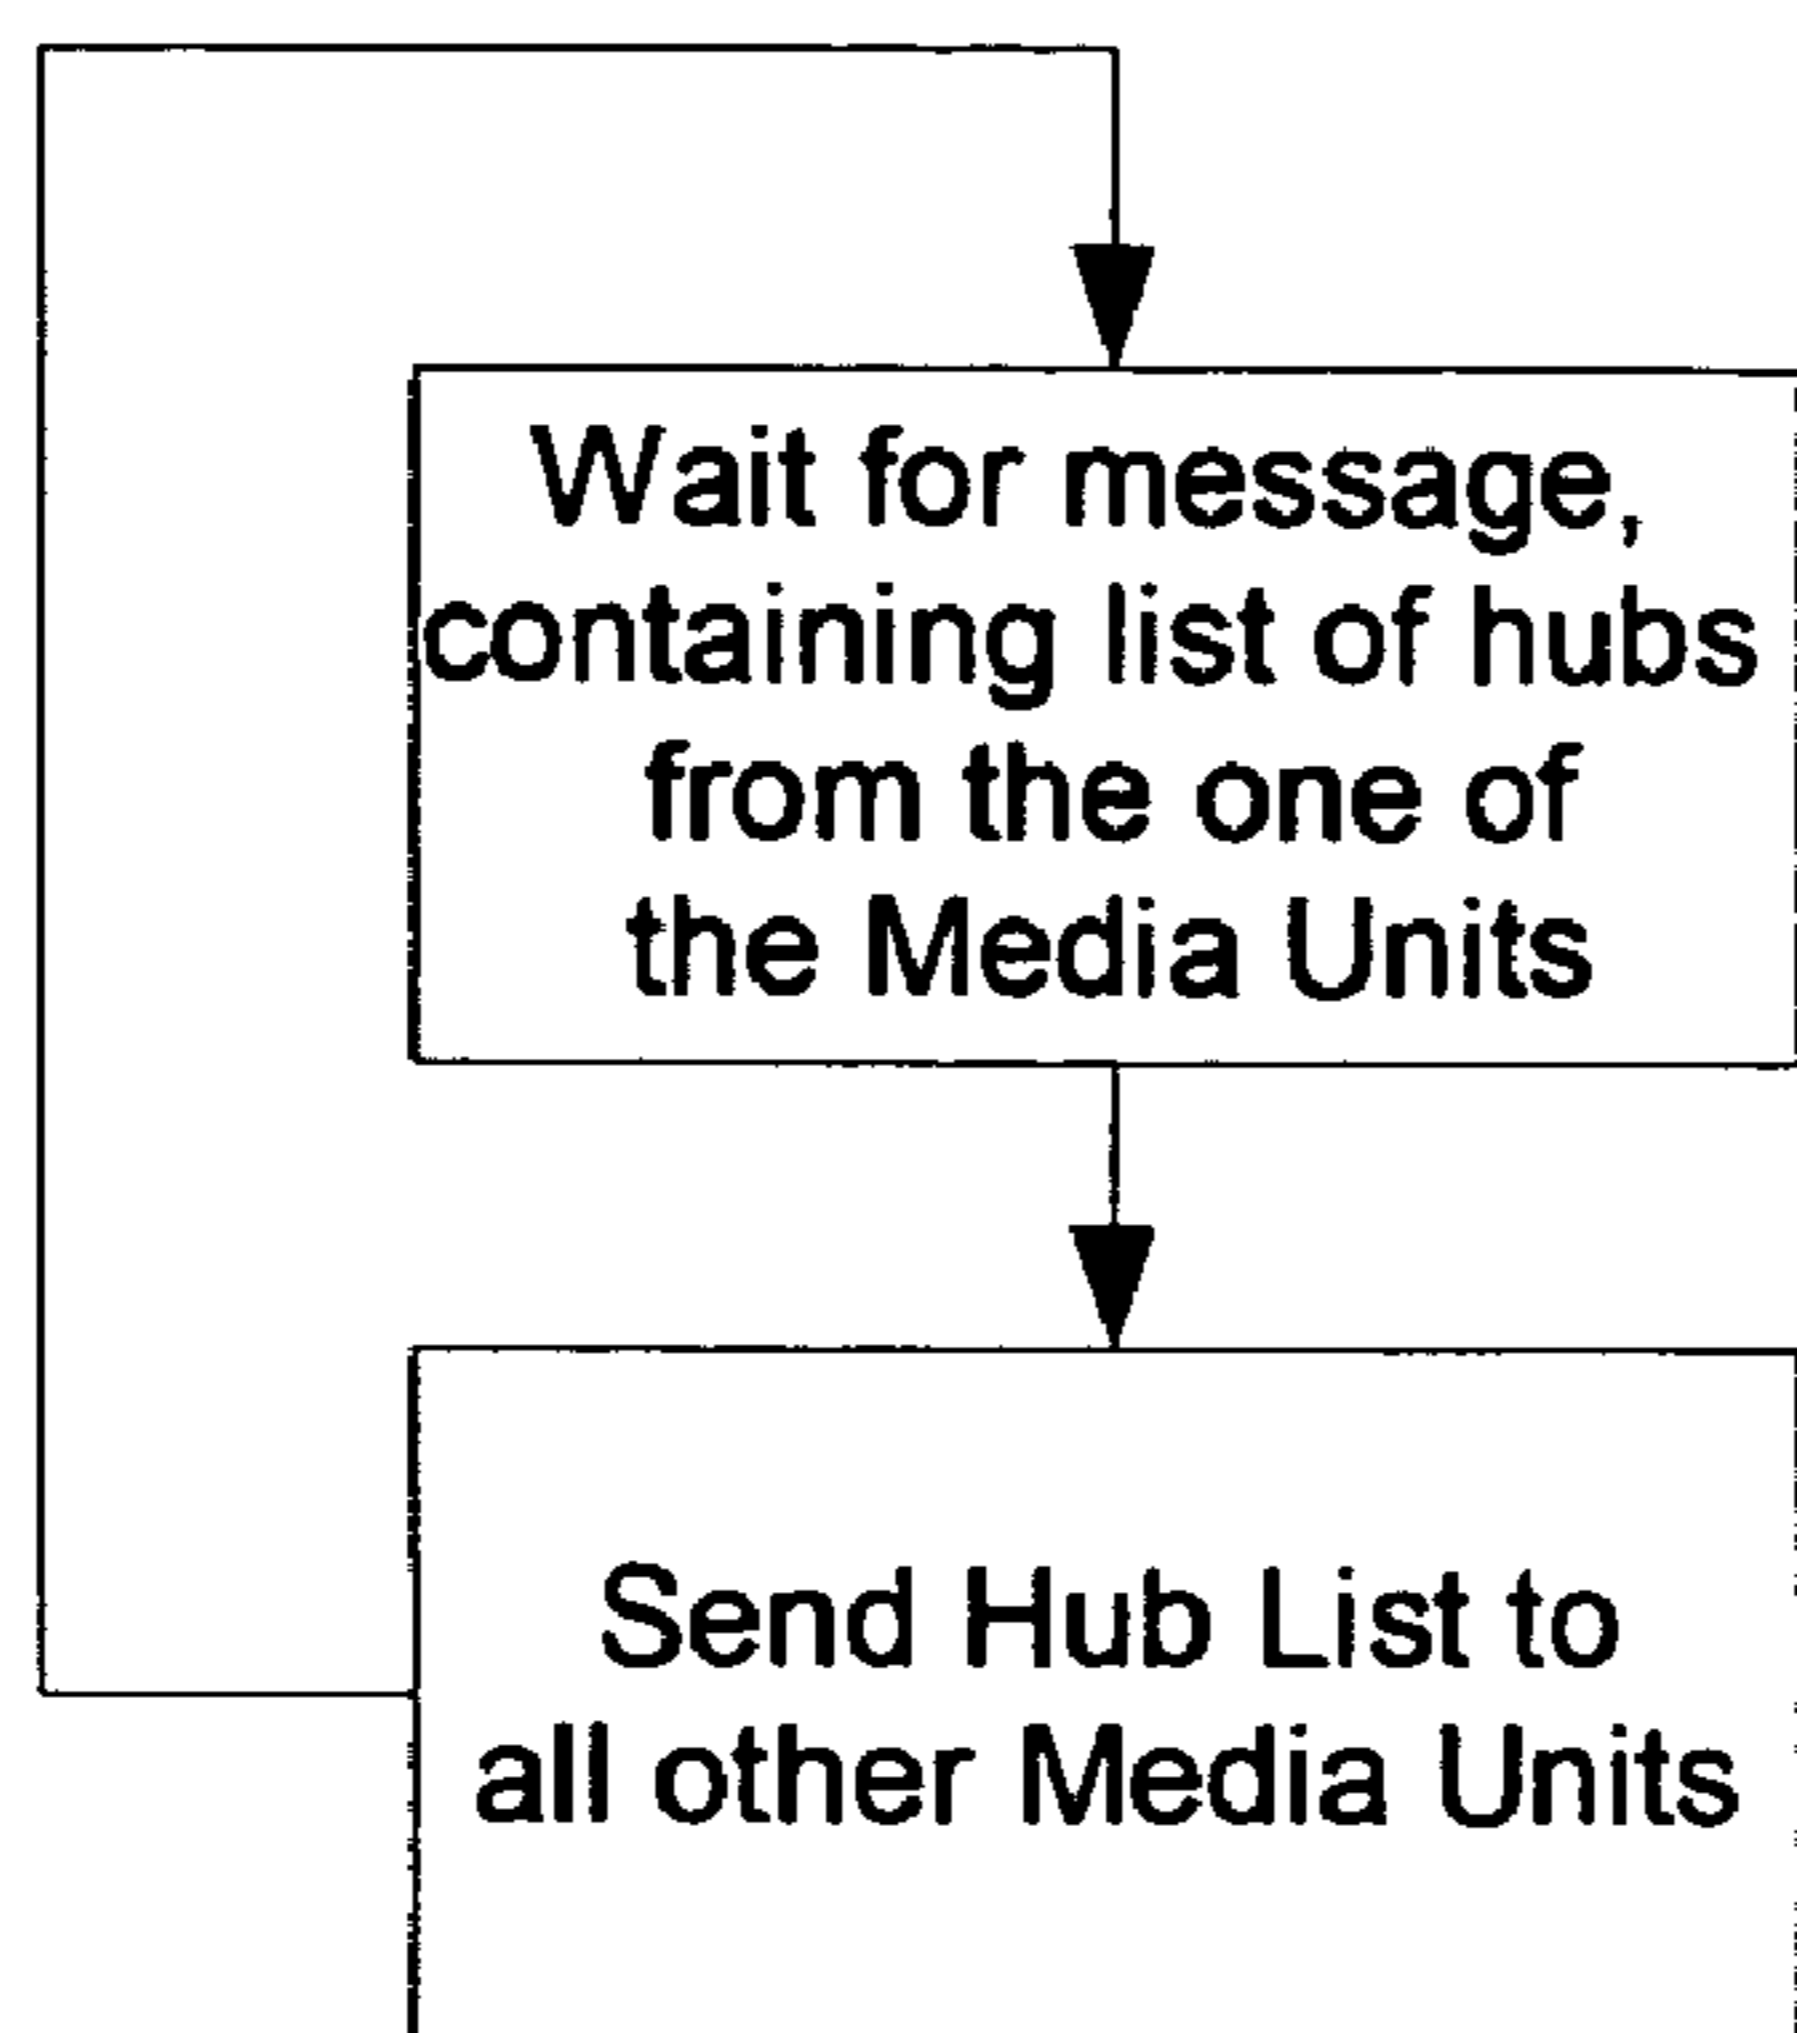 Wait for message,
containing list of hubs
from the one of
the Media Units
Send Hub List to
all other Media Units